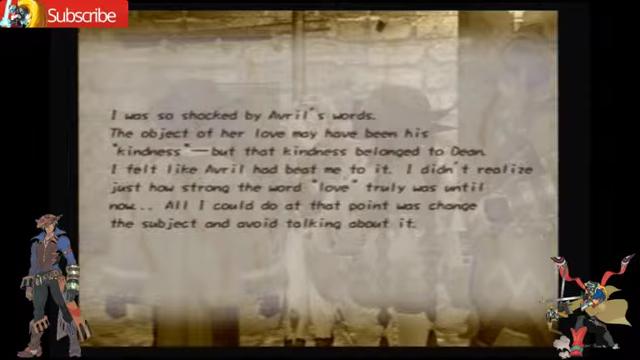 Subscribe
I was so shocked by Avril's words.
The object of her love may have been his
"kindness"—but that kindness belonged to Dean.
I felt like Avril had beat me to it. I didn't realize
just how strong the word "love" truly was until
now... All I could do at that point was change
the subject and avoid talking about it.